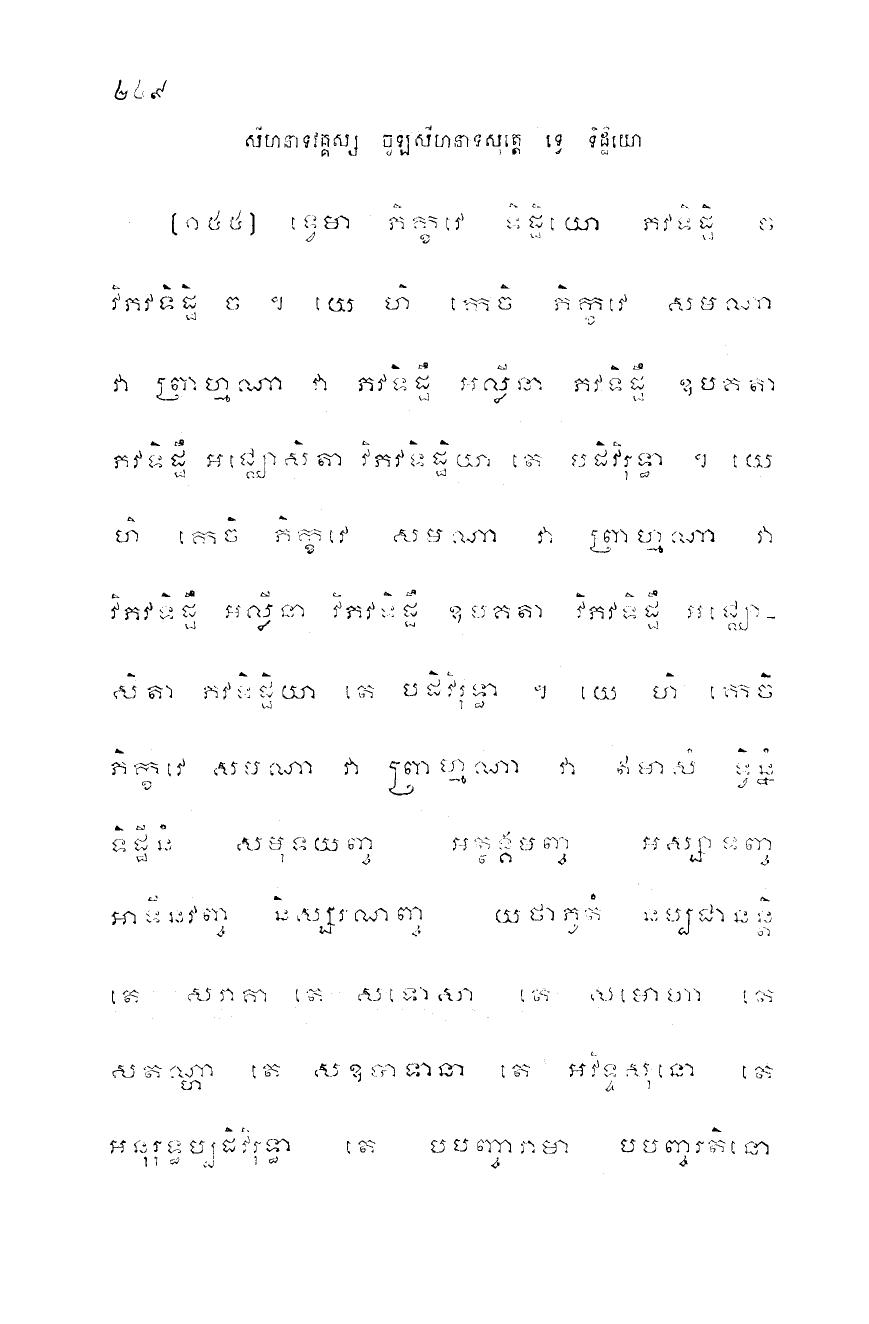 ២៤៩
សីហនាទវគ្គស្ស ចូឡសីហនាទសុត្តេ ទ្វេ ទិដ្ឋិយោ
[១៥៥] ទ្វេមា ភិក្ខវេ ទិដ្ឋិយោ ភវទិដ្ឋិ ច
វិភវទិដ្ឋិ ច ។ យេ ហិ កេចិ ភិក្ខវេ សមណា
វា ព្រាហ្មណា វា ភវទិដ្ឋឹ អល្លីនា ភវទិដ្ឋឹ ឧបគតា
ភវទិដ្ឋឹ អជ្ឈោសិតា វិភវទិដ្ឋិយា តេ បដិវិរុទ្ធា ។ យេ
ហិ កេចិ ភិក្ខវេ សមណា វា ព្រាហ្មណា វា
វិភវទិដ្ឋឹ អល្លីនា វិភវទិដ្ឋឹ ឧបគតា វិភវទិដ្ឋឹ អជ្ឈោ-
សិតា ភវទិដ្ឋិយា តេ បដិវិរុទ្ធា ។ យេ ហិ កេចិ
ភិក្ខវេ សមណា វា ព្រាហ្មណា វា ឥមាសំ ទ្វិន្នំ
ទិដ្ឋីនំ សមុទយញ្ច អត្ថង្គមញ្ច អស្សាទញ្ច
អាទីនវញ្ច និស្សរណញ្ច យថាភូតំ នប្បជានន្តិ
តេ សរាគា តេ សទោសា តេ សមោហា តេ
សតណ្ហា តេ សឧបាទានា តេ អវិទ្ទសុនោ តេ
អនុរុទ្ធប្បដិវិរុទ្ធា តេ បបញ្ចារាមា បបញ្ចរតិនោ